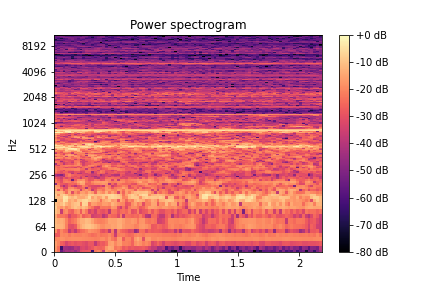 Power spectrogram
8192
4096
2048
1024
512
256
128
64
0
Hz
0
0.5
1
1.5
2
Time
+0 dB
-10 dB
-20 dB
-30 dB
-40 dB
-50 dB
-60 dB
-70 dB
-80 dB